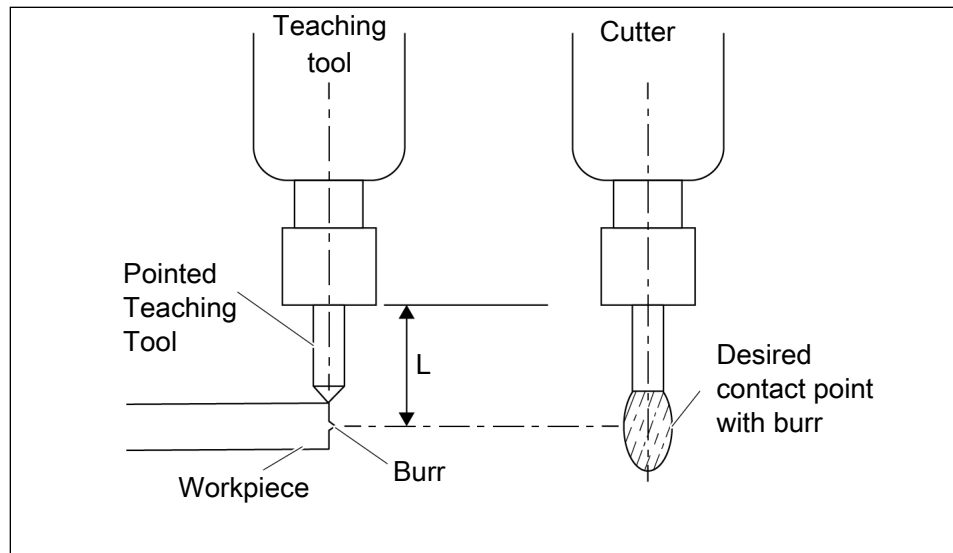 Teaching
tool
Cutter
Pointed
Teaching
Tool
L
Desired
contact point
with burr
Burr
Workpiece